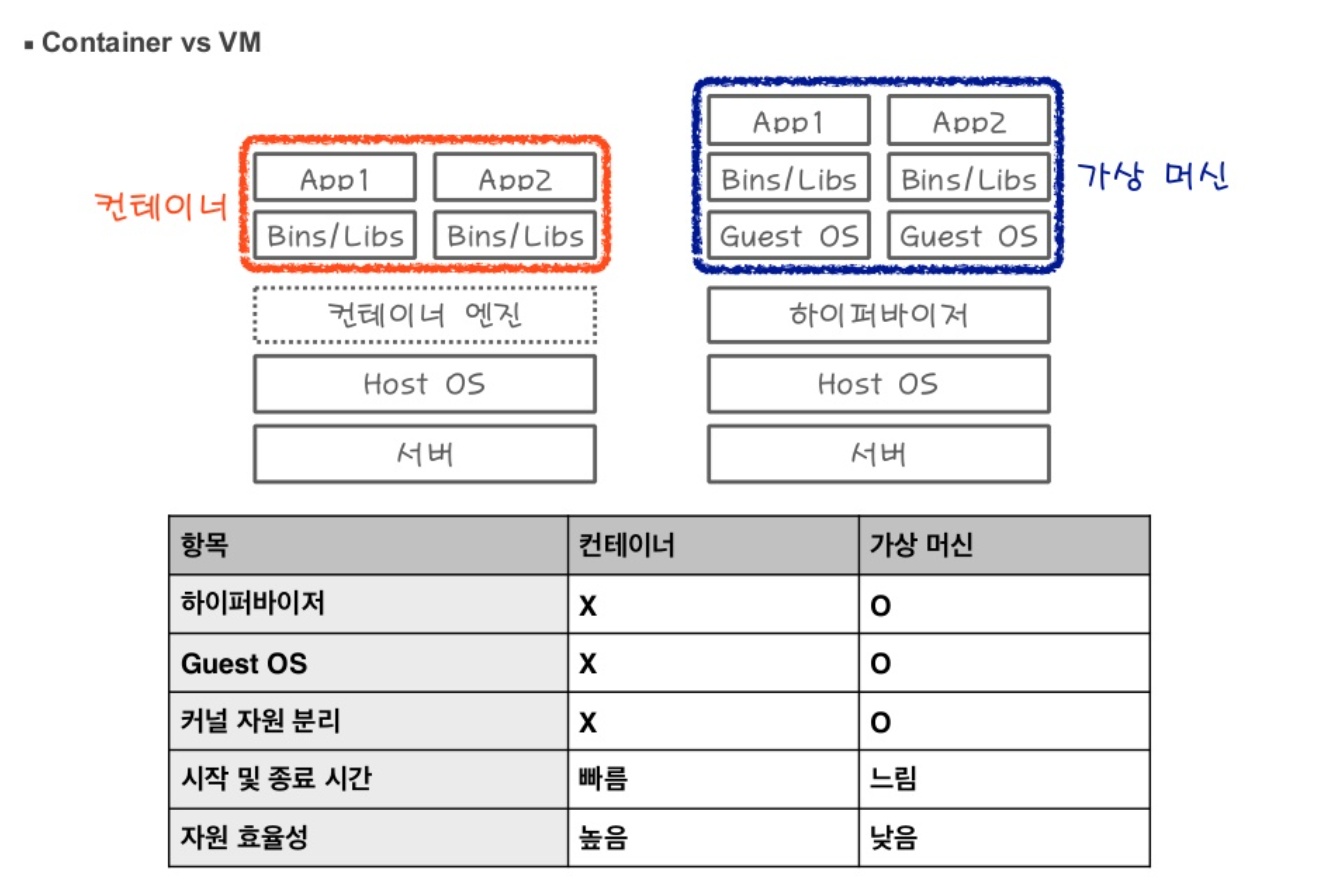 ▪ Container vs VM
App1 App2
컨테이너
Bins/Libs Bins/Libs
컨테이너 엔진
Host OS
서버
App1 App2
Bins/Libs Bins/Libs
가상 머신
Guest OS Guest OS
하이퍼바이저
Host OS
서버
항목 컨테이너 가상 머신
하이퍼바이저 X O
Guest OS X O
커널 자원 분리 X O
시작 및 종료 시간 빠름 느림
자원 효율성 높음 낮음